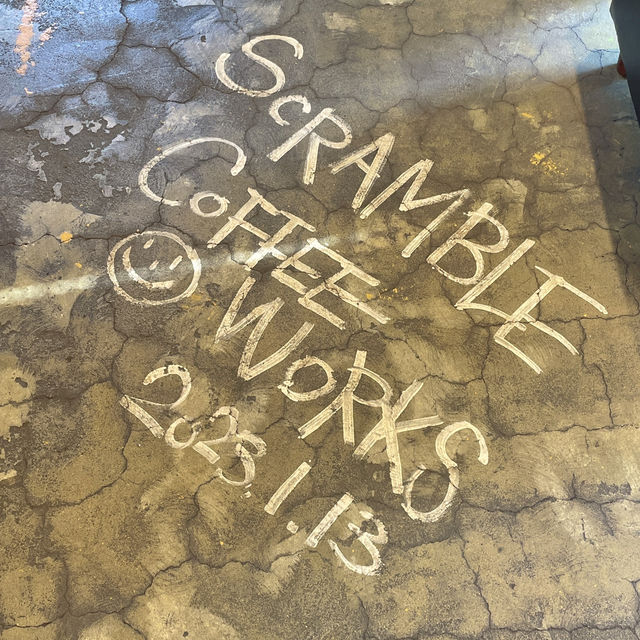 ScRAMBLE
CoFFEE
WoRKS
2023.1.13